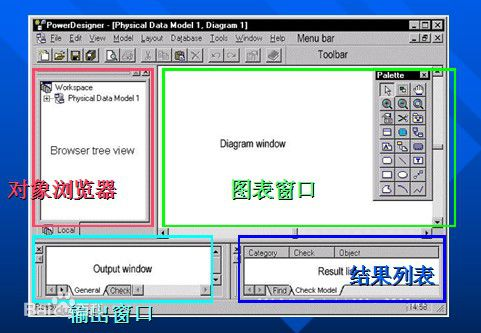 PowerDesigner - [Physical Data Model 1, Diagram 1]
File Edit View Model Layout Database Tools Window Help Menu bar
Toolbar
Palette
Workspace
Physical Data Model 1
Browser tree view
Diagram window
对象浏览器
图表窗口
Local
Output window
General Check
Category Check Object
Result li
结果列表
Find Check Model
Ready
14:58
Bai
输出窗口